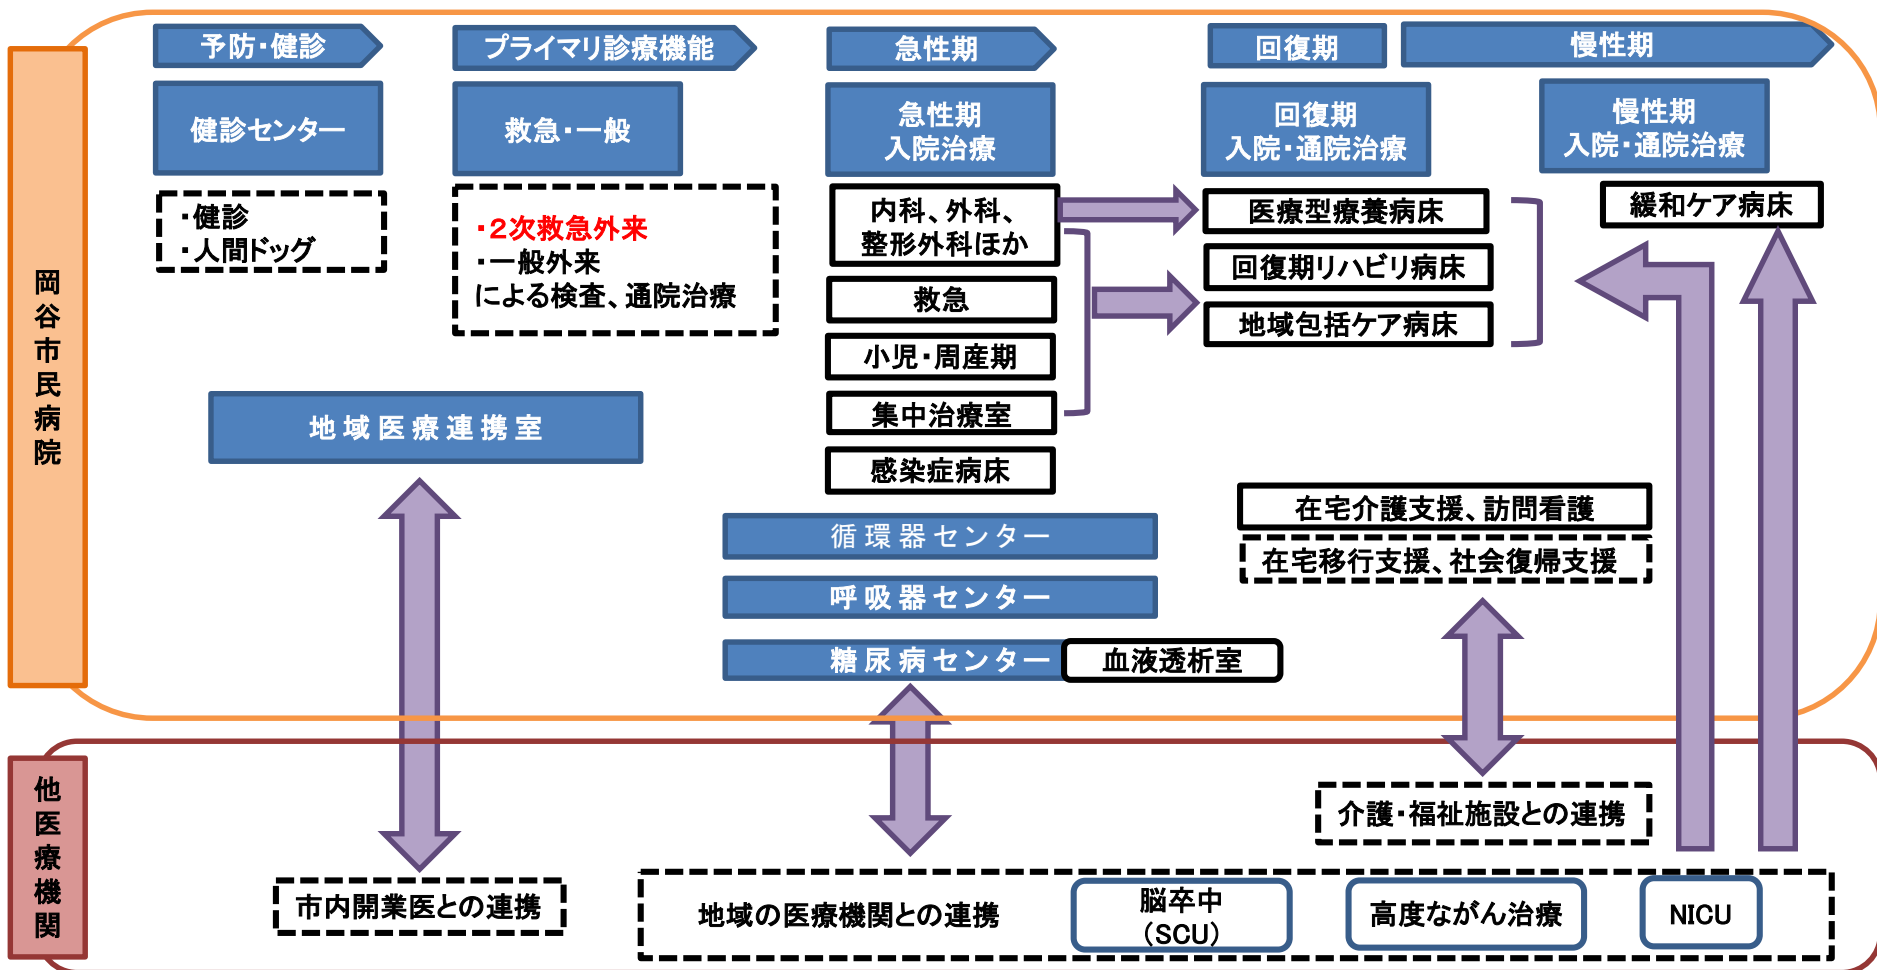 岡谷市民病院
予防・健診
プライマリ診療機能
急性期
回復期
慢性期
健診センター
救急・一般
急性期
入院治療
回復期
入院・通院治療
慢性期
入院・通院治療
・健診
・人間ドッグ
・2次救急外来
・一般外来
による検査、通院治療
内科、外科、
整形外科ほか
救急
小児・周産期
集中治療室
感染症病床
医療型療養病床
回復期リハビリ病床
地域包括ケア病床
緩和ケア病床
地域医療連携室
循環器センター
呼吸器センター
糖尿病センター
血液透析室
在宅介護支援、訪問看護
在宅移行支援、社会復帰支援
他医療機関
市内開業医との連携
介護・福祉施設との連携
地域の医療機関との連携
脳卒中
(SCU)
高度ながん治療
NICU